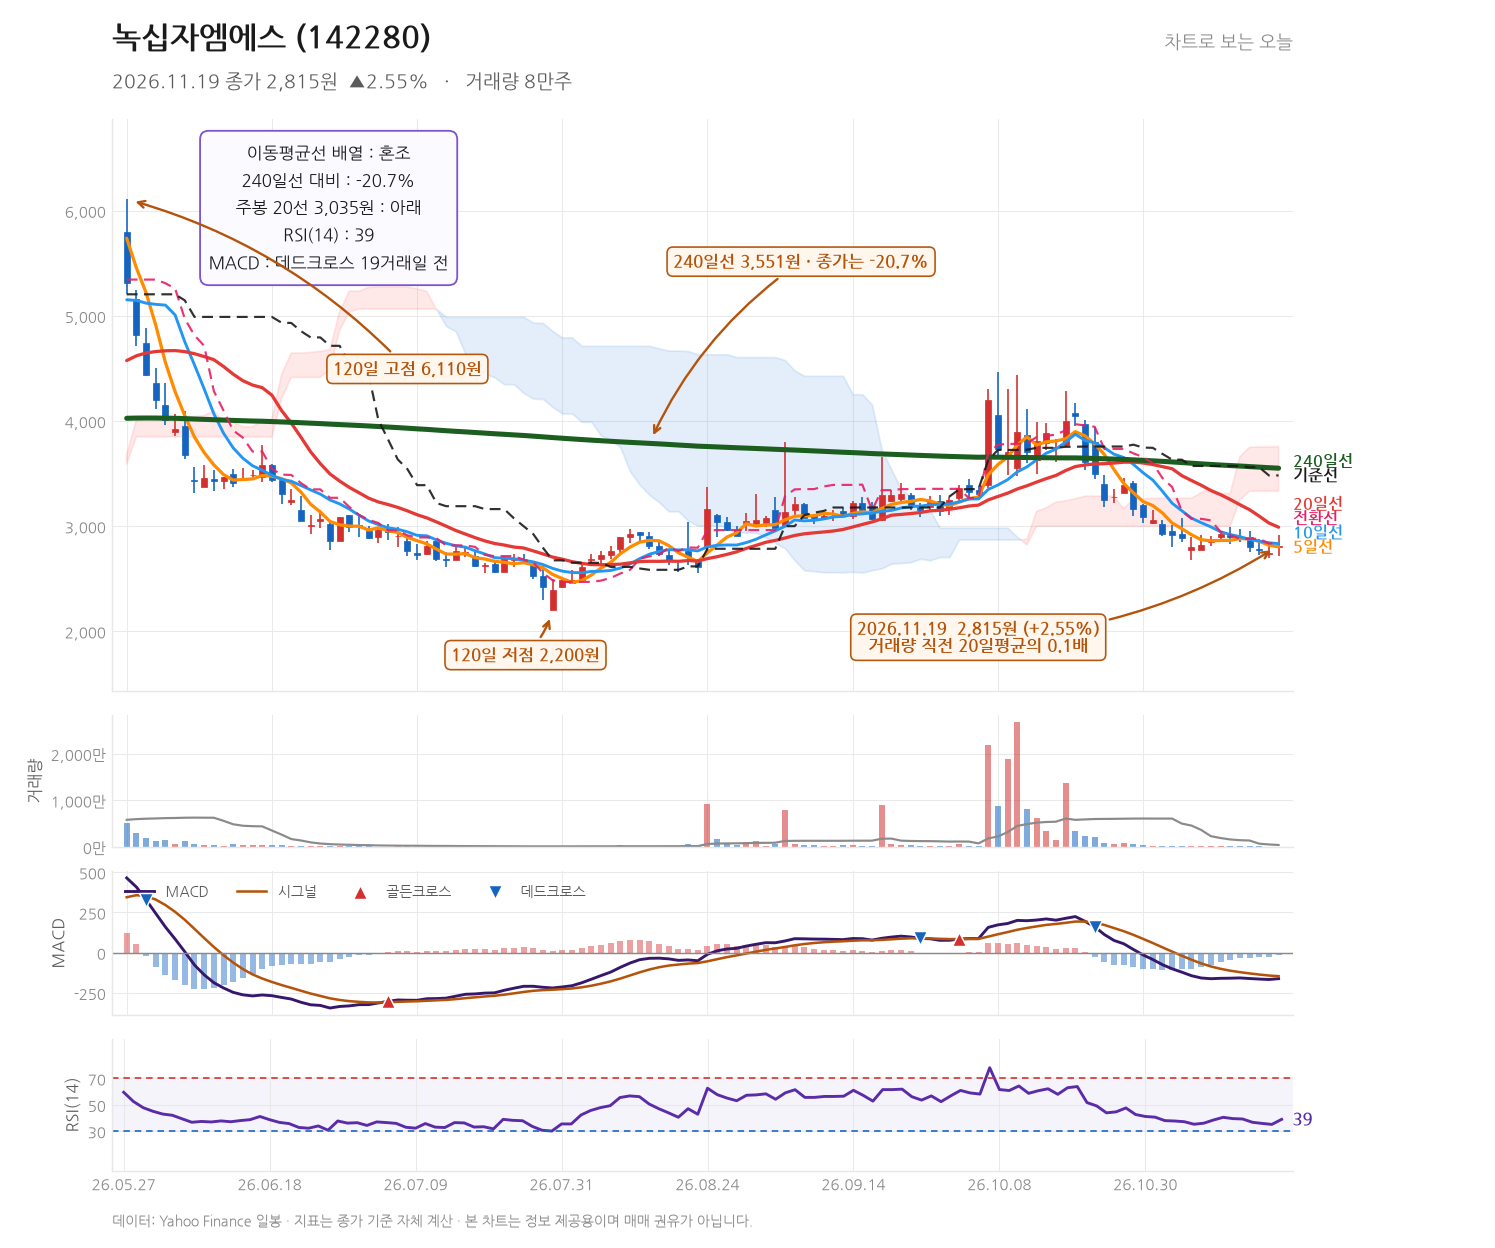 녹십자엠에스 (142280)
차트로 보는 오늘
2026.11.19 종가 2,815원 ▲2.55% · 거래량 8만주
이동평균선 배열 : 혼조
240일선 대비 : -20.7%
주봉 20선 3,035원 : 아래
RSI(14) : 39
MACD : 데드크로스 19거래일 전
240일선 3,551원 · 종가는 -20.7%
120일 고점 6,110원
120일 저점 2,200원
2026.11.19 2,815원 (+2.55%)
거래량 직전 20일평균의 0.1배
6,000
5,000
4,000
3,000
2,000
240일선
기준선
20일선
전환선
10일선
5일선
거래량
2,000만
1,000만
0만
MACD
500
250
0
-250
MACD
시그널
골든크로스
데드크로스
RSI(14)
70
50
30
39
26.05.27
26.06.18
26.07.09
26.07.31
26.08.24
26.09.14
26.10.08
26.10.30
데이터: Yahoo Finance 일봉 · 지표는 종가 기준 자체 계산 · 본 차트는 정보 제공용이며 매매 권유가 아닙니다.